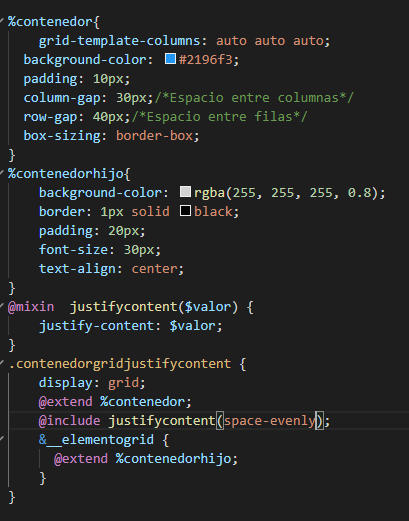 %contenedor{
grid-template-columns: auto auto auto;
background-color: #2196f3;
padding: 10px;
column-gap: 30px;/*Espacio entre columnas*/
row-gap: 40px;/*Espacio entre filas*/
box-sizing: border-box;
}
%contenedorhijo{
background-color: rgba(255, 255, 255, 0.8);
border: 1px solid black;
padding: 20px;
font-size: 30px;
text-align: center;
}
@mixin  justifycontent($valor) {
justify-content: $valor;
}
.contenedorgridjustifycontent {
display: grid;
@extend %contenedor;
@include justifycontent(space-evenly);
&__elementogrid {
@extend %contenedorhijo;
}
}